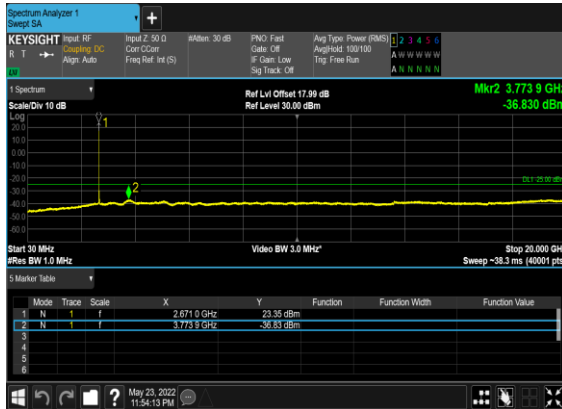 Spectrum Analyzer 1
Swept SA
+
KEYSIGHT Input: RF Input Z: 50 Ω #Atten: 30 dB PNO: Fast Avg Type: Power (RMS) 1 2 3 4 5 6
R T Coupling: DC Corr CCorr Gate: Off Avg|Hold: 100/100 A W W W W W
Align: Auto Freq Ref: Int (S) IF Gain: Low Trig: Free Run
LXI Sig Track: Off A N N N N N
1 Spectrum
Scale/Div 10 dB
Ref Lvl Offset 17.99 dB
Ref Level 30.00 dBm
Mkr2 3.773 9 GHz
-36.830 dBm
Log
20.0
10.0
0.00
-10.0
-20.0
-30.0
-40.0
-50.0
-60.0
1
2
DL1 -25.00 dBm
Start 30 MHz Video BW 3.0 MHz* Stop 20.000 GHz
#Res BW 1.0 MHz Sweep ~38.3 ms (40001 pts)
5 Marker Table
Mode Trace Scale X Y Function Function Width Function Value
1 N 1 f 2.671 0 GHz 23.35 dBm
2 N 1 f 3.773 9 GHz -36.83 dBm
3
4
5
6
? May 23, 2022
11:54:13 PM